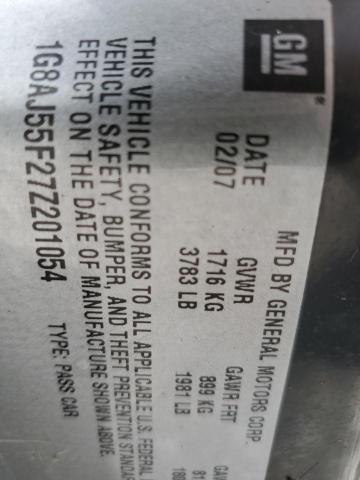 GM
MFD BY GENERAL MOTORS CORP.
DATE GVWR GAWR FRT
02/07 1716 KG 899 KG
3783 LB 1981 LB
THIS VEHICLE CONFORMS TO ALL APPLICABLE U.S. FEDERAL
VEHICLE SAFETY, BUMPER, AND THEFT PREVENTION
EFFECT ON THE DATE OF MANUFACTURE SHOWN ABOVE.
1G8AJ55F27Z201054 TYPE: PASS CAR